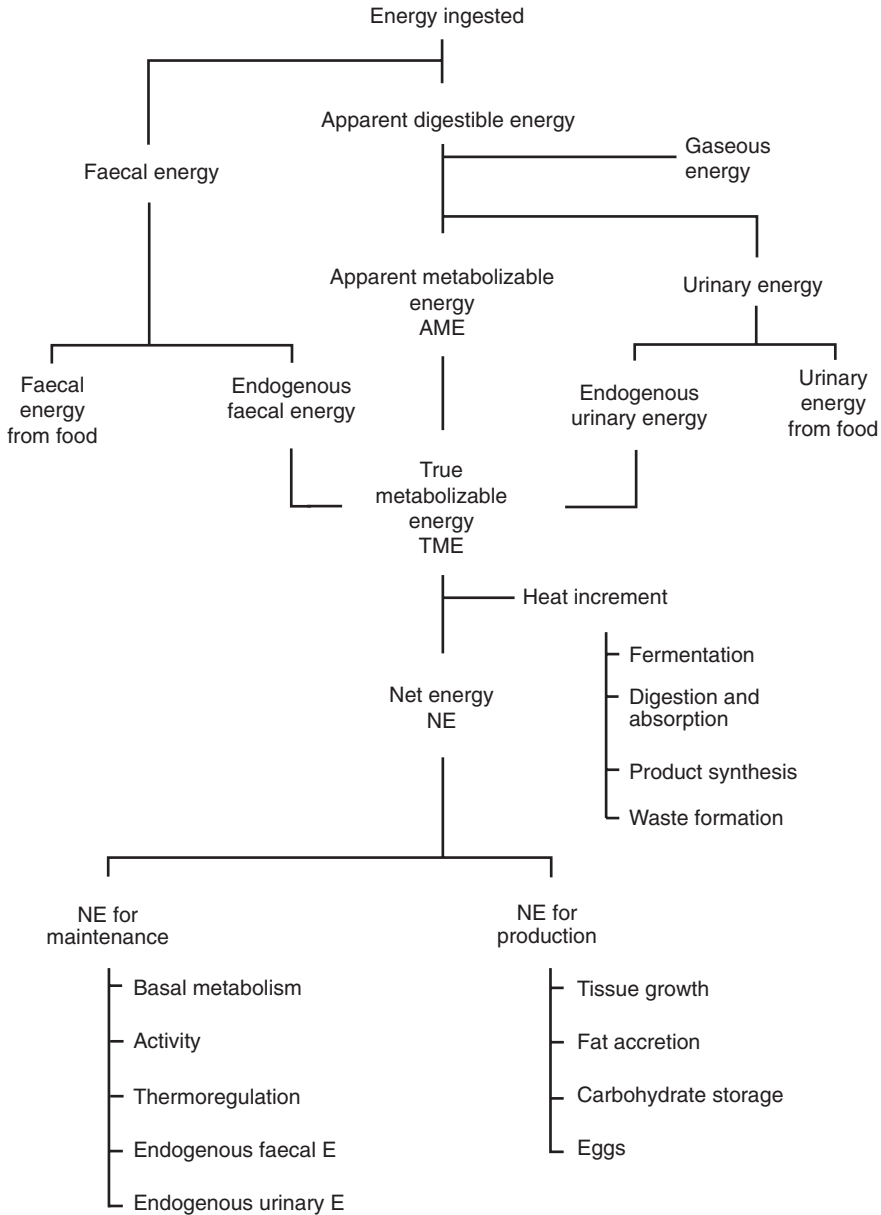 Energy ingested
Apparent digestible energy
Gaseous
energy
Faecal energy
Apparent metabolizable
energy
AME
Urinary energy
Faecal
energy
from food
Endogenous
faecal energy
Endogenous
urinary energy
Urinary
energy
from food
True
metabolizable
energy
TME
Heat increment
Fermentation
Digestion and
absorption
Product synthesis
Waste formation
Net energy
NE
NE for
maintenance
Basal metabolism
Activity
Thermoregulation
Endogenous faecal E
Endogenous urinary E
NE for
production
Tissue growth
Fat accretion
Carbohydrate storage
Eggs